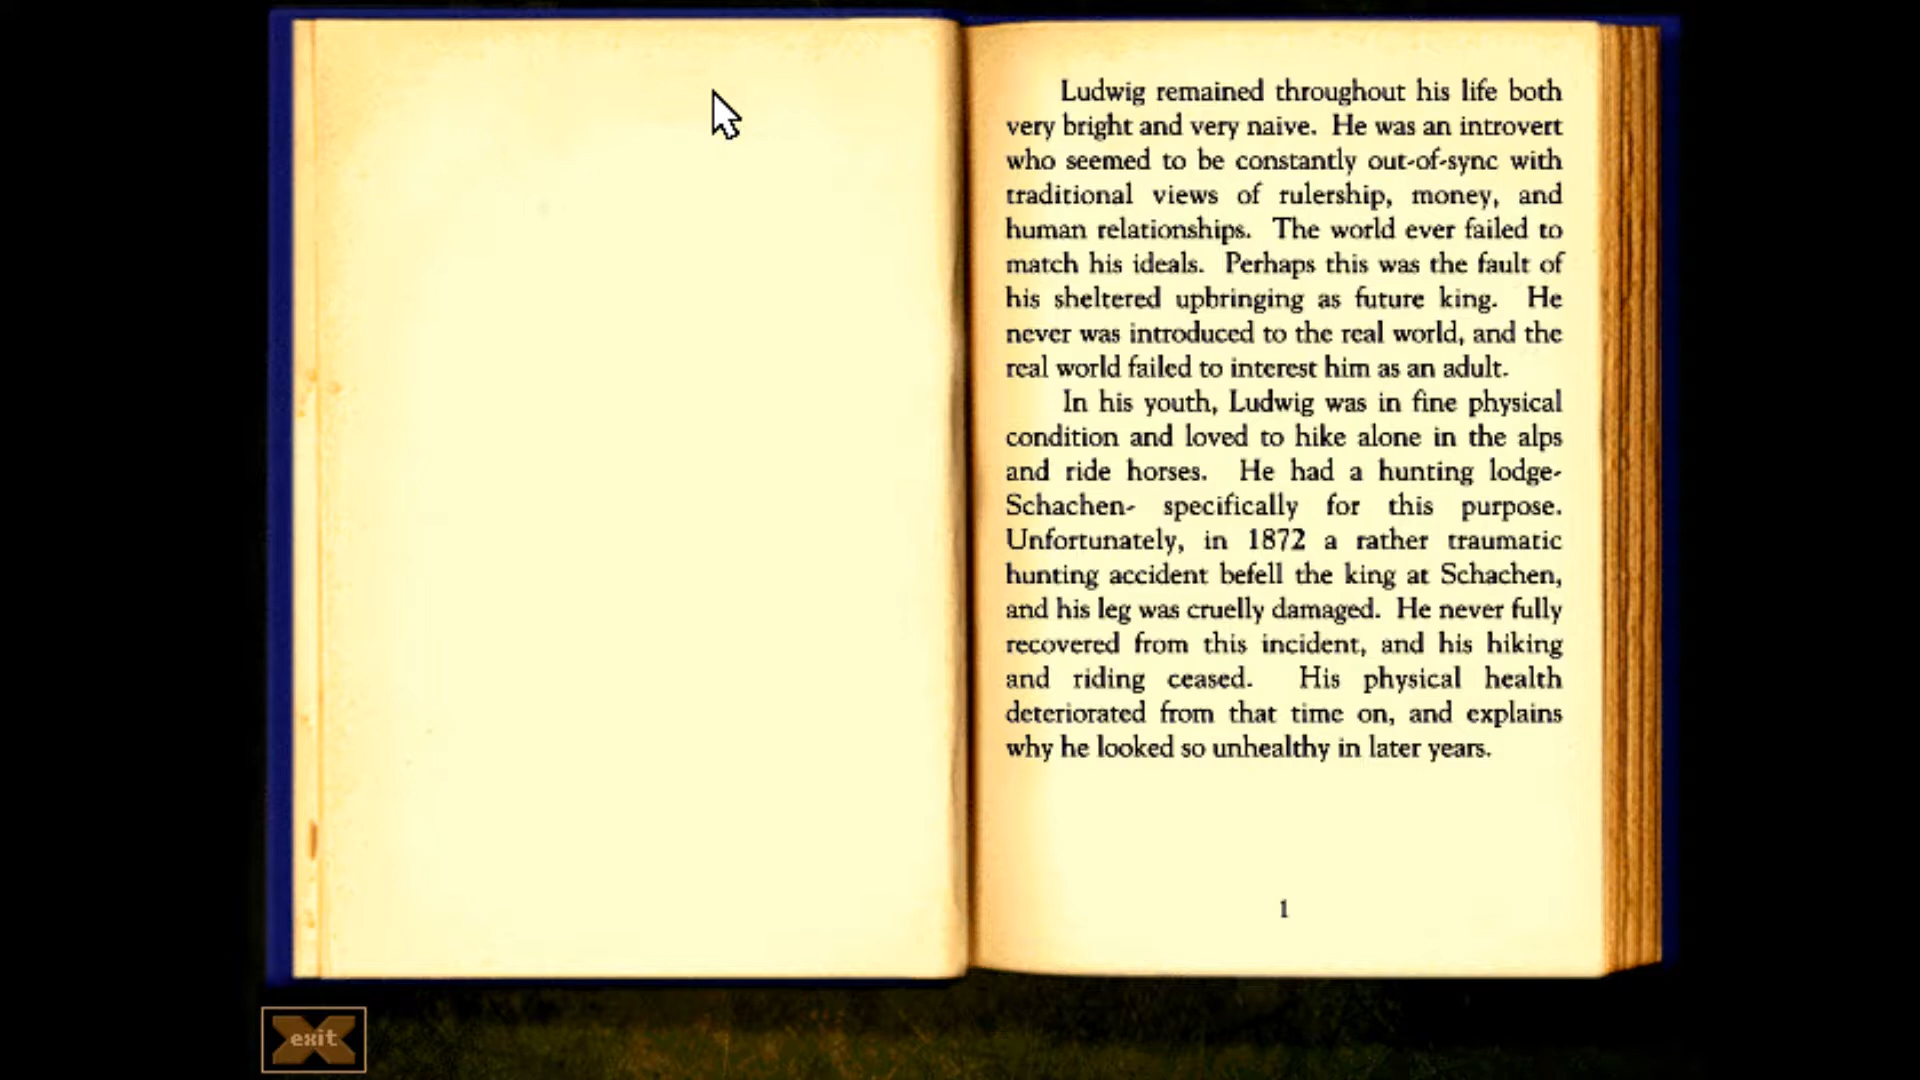 Ludwig remained throughout his life both
very bright and very naive. He was an introvert
who seemed to be constantly out-of-sync with
traditional views of rulership, money, and
human relationships. The world ever failed to
match his ideals. Perhaps this was the fault of
his sheltered upbringing as future king. He
never was introduced to the real world, and the
real world failed to interest him as an adult.
In his youth, Ludwig was in fine physical
condition and loved to hike alone in the alps
and ride horses. He had a hunting lodge-
Schachen- specifically for this purpose.
Unfortunately, in 1872 a rather traumatic
hunting accident befell the king at Schachen,
and his leg was cruelly damaged. He never fully
recovered from this incident, and his hiking
and riding ceased. His physical health
deteriorated from that time on, and explains
why he looked so unhealthy in later years.
1
exit